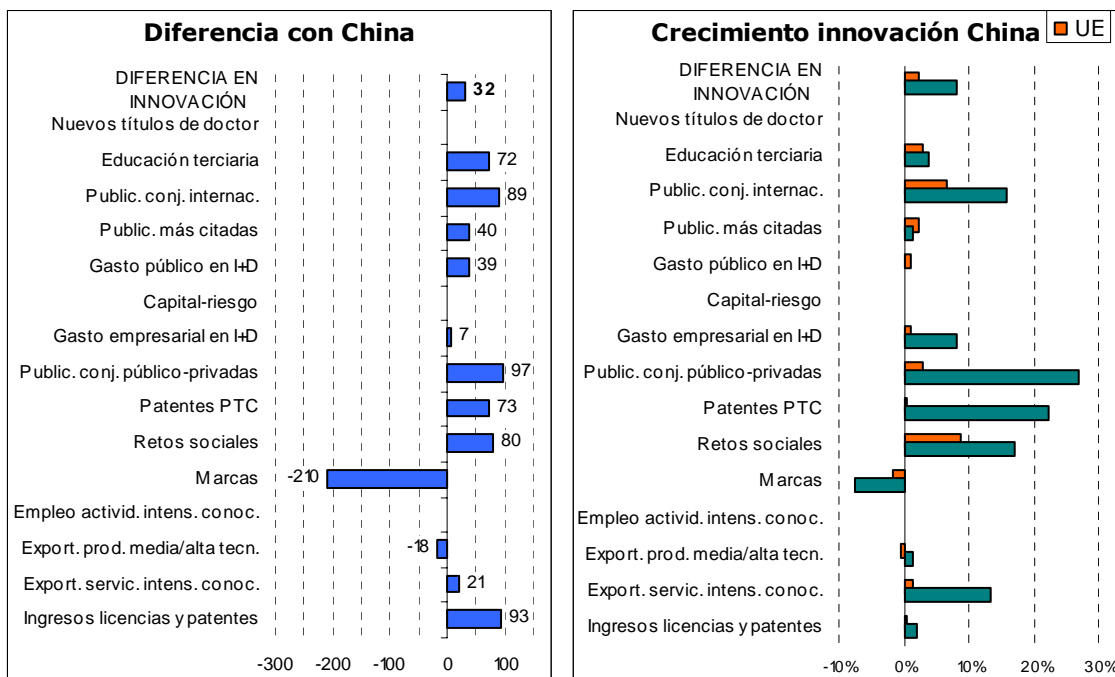 Diferencia con China
DIFERENCIA EN
INNOVACIÓN
32
Nuevos títulos de doctor
Educación terciaria
72
Public. conj. internac.
89
Public. más citadas
40
Gasto público en I+D
39
Capital-riesgo
Gasto empresarial en I+D
7
Public. conj. público-privadas
97
Patentes PTC
73
Retos sociales
80
Marcas
-210
Empleo activid. intens. conoc.
Export. prod. media/alta tecn.
-18
Export. servic. intens. conoc.
21
Ingresos licencias y patentes
93
-300 -200 -100 0 100
Crecimiento innovación China
UE
DIFERENCIA EN
INNOVACIÓN
Nuevos títulos de doctor
Educación terciaria
Public. conj. internac.
Public. más citadas
Gasto público en I+D
Capital-riesgo
Gasto empresarial en I+D
Public. conj. público-privadas
Patentes PTC
Retos sociales
Marcas
Empleo activid. intens. conoc.
Export. prod. media/alta tecn.
Export. servic. intens. conoc.
Ingresos licencias y patentes
-10% 0% 10% 20% 30%